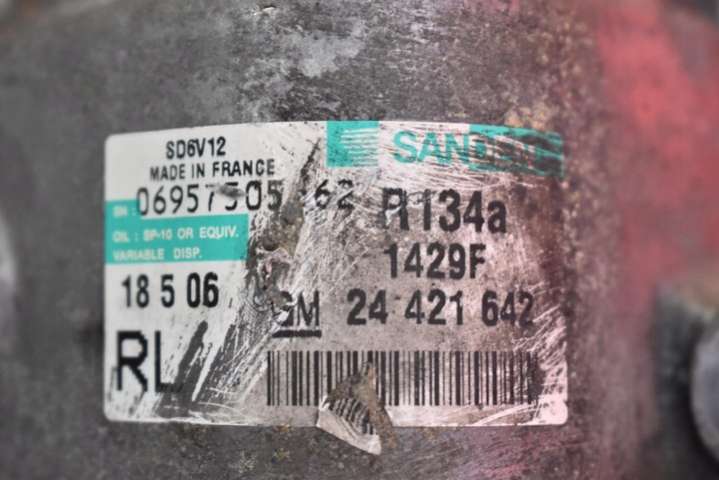 SD6V12
MADE IN FRANCE
SANDEN
SN : 06957505 62
R134a
OIL : SP-10 OR EQUIV.
VARIABLE DISP.
1429F
18 5 06
GM 24 421 642
RL